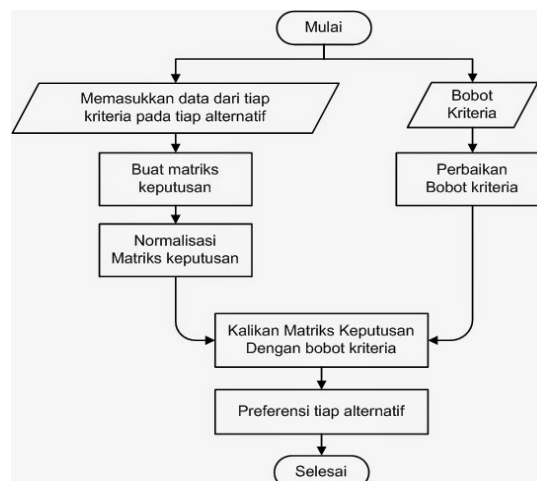 Mulai
Memasukkan data dari tiap
kriteria pada tiap alternatif
Bobot
Kriteria
Buat matriks
keputusan
Perbaikan
Bobot kriteria
Normalisasi
Matriks keputusan
Kalikan Matriks Keputusan
Dengan bobot kriteria
Preferensi tiap alternatif
Selesai